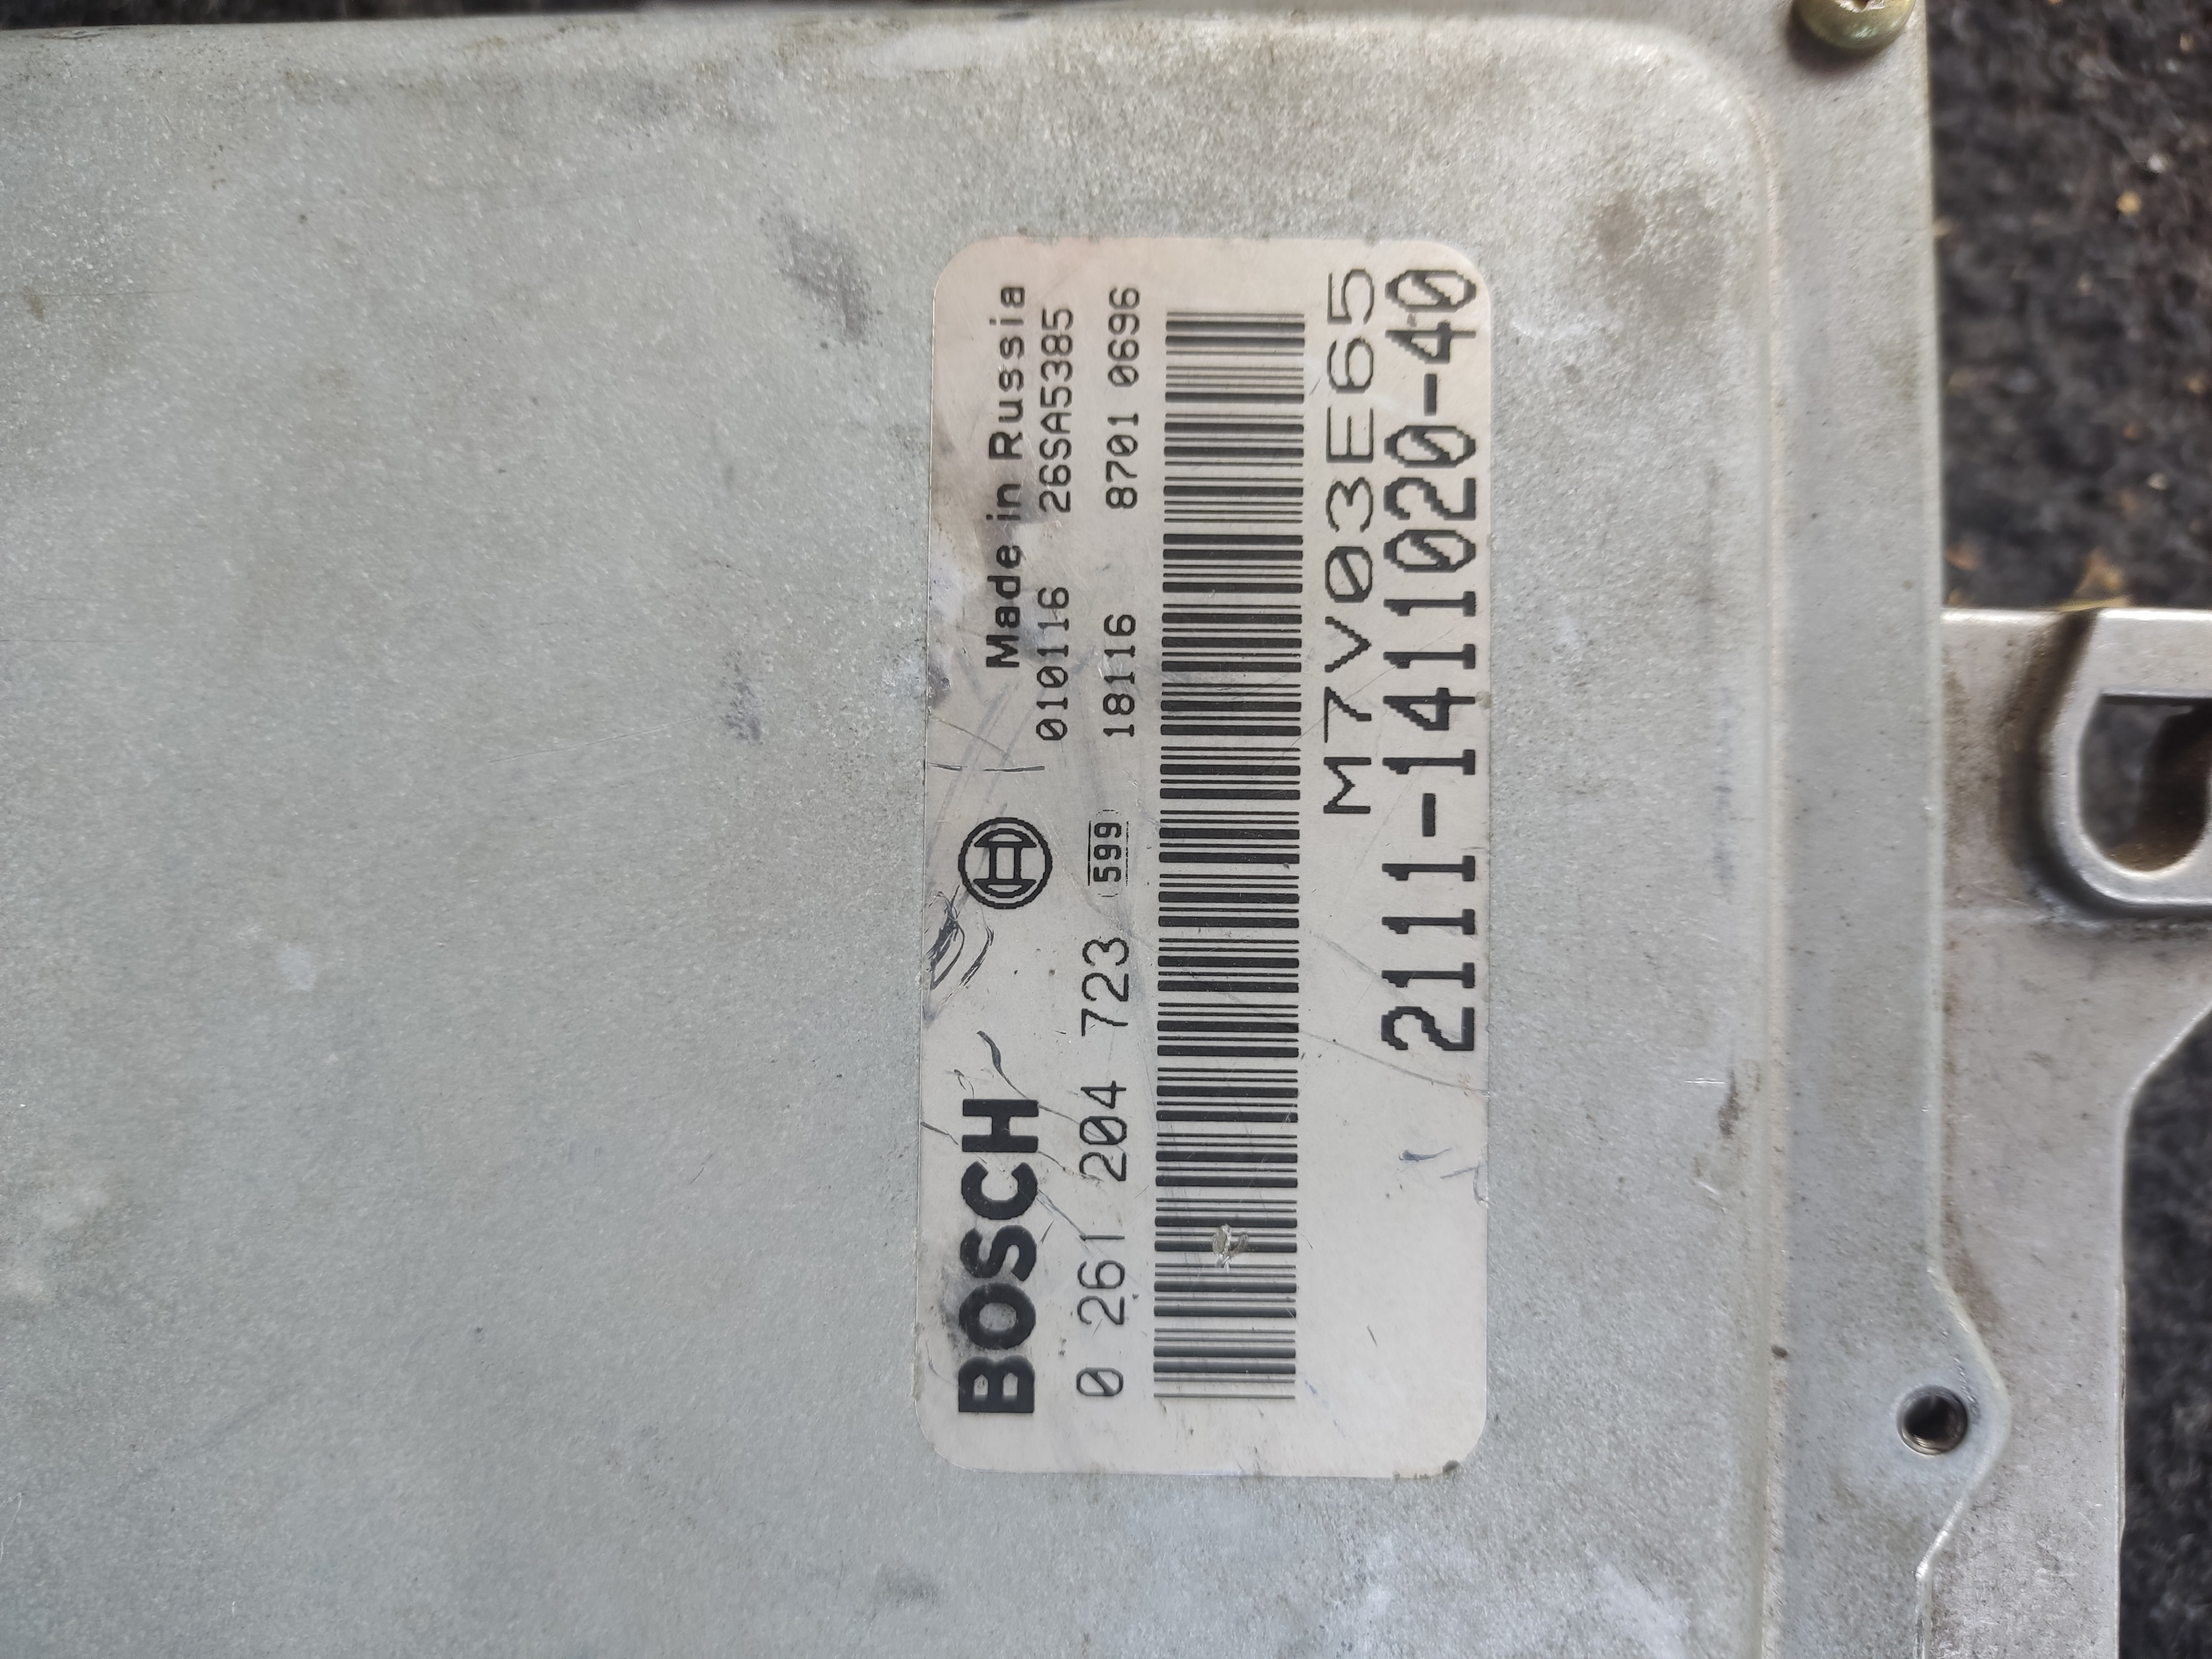 BOSCH
Made in Russia
010116 26SA5385
0 261 204 723 599 18116 8701 0696
M7V03E65
2111-1411020-40